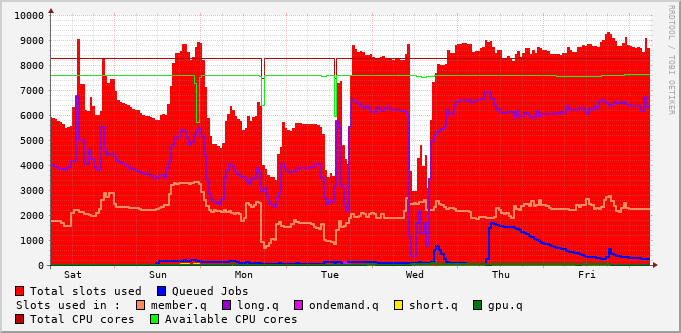 10000
9000
8000
7000
6000
5000
4000
3000
2000
1000
0
Sat Sun Mon Tue Wed Thu Fri
RRDTOOL / TOBI OETIKER
Total slots used Queued Jobs
Slots used in : member.q long.q ondemand.q short.q gpu.q
Total CPU cores Available CPU cores